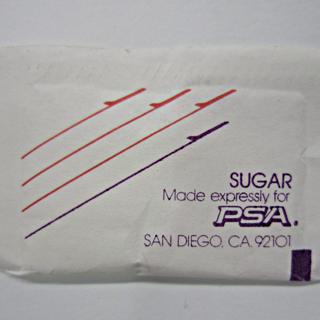 SUGAR
Made expressly for
PSA.
SAN DIEGO, CA. 92101